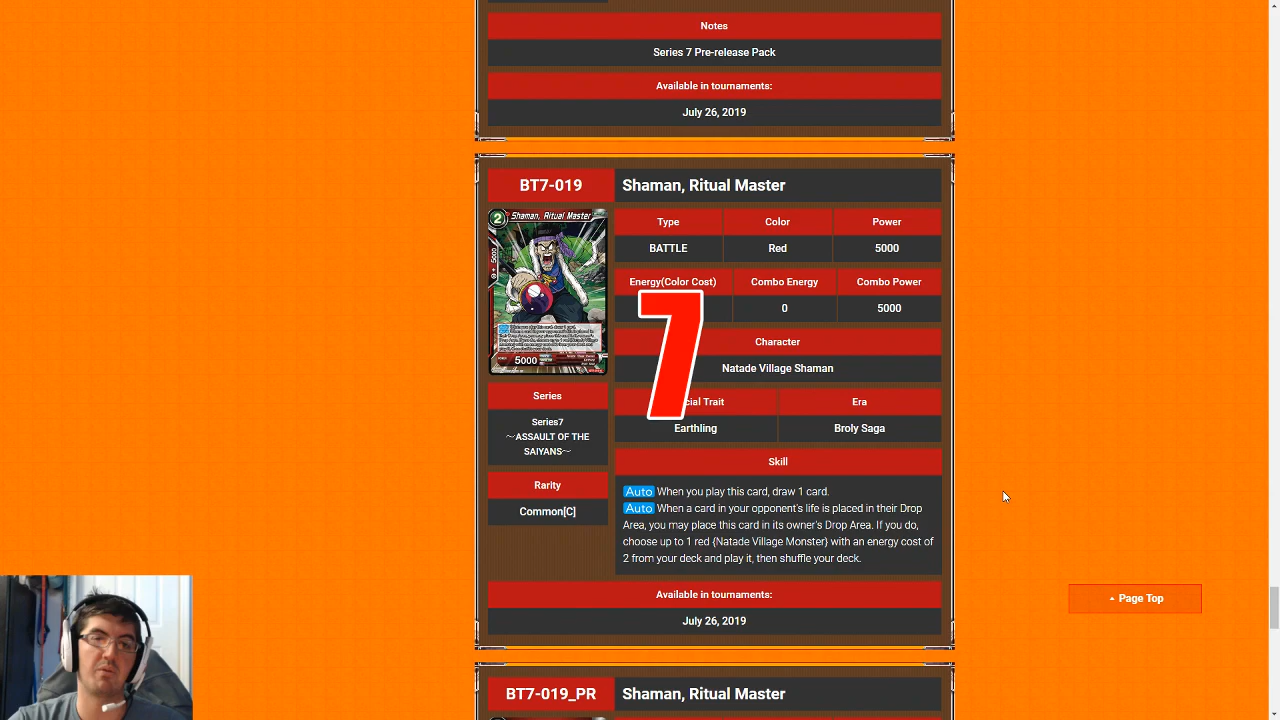 Notes
Series 7 Pre-release Pack
Available in tournaments:
July 26, 2019
BT7-019
Shaman, Ritual Master
2
Shaman, Ritual Master
5000
5000
Type
Color
Power
BATTLE
Red
5000
Energy(Color Cost)
Combo Energy
Combo Power
0
5000
7
Character
Natade Village Shaman
cial Trait
Era
Earthling
Broly Saga
Series
Series7
～ASSAULT OF THE
SAIYANS～
Rarity
Common[C]
Skill
Auto When you play this card, draw 1 card.
Auto When a card in your opponent's life is placed in their Drop
Area, you may place this card in its owner's Drop Area. If you do,
choose up to 1 red {Natade Village Monster} with an energy cost of
2 from your deck and play it, then shuffle your deck.
Available in tournaments:
July 26, 2019
Page Top
BT7-019_PR
Shaman, Ritual Master